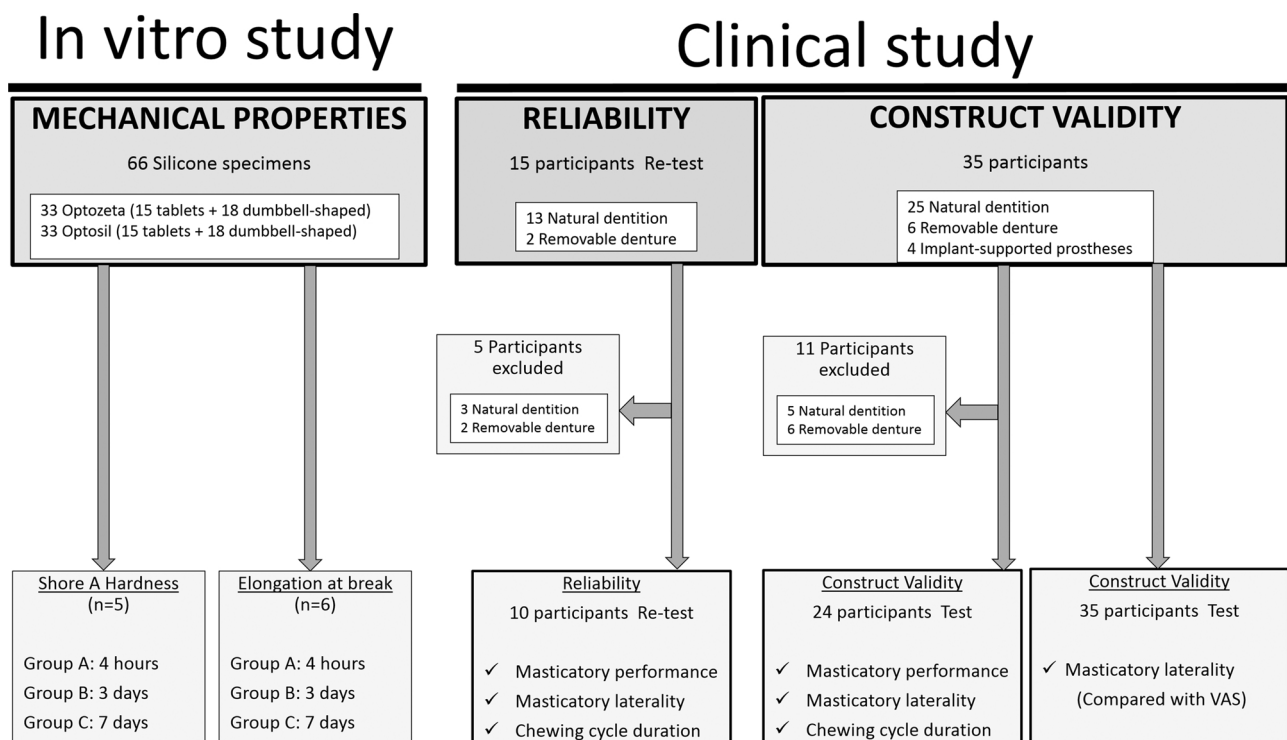 In vitro study
Clinical study
MECHANICAL PROPERTIES
66 Silicone specimens
33 Optozeta (15 tablets + 18 dumbbell-shaped)
33 Optosil (15 tablets + 18 dumbbell-shaped)
RELIABILITY
15 participants Re-test
13 Natural dentition
2 Removable denture
CONSTRUCT VALIDITY
35 participants
25 Natural dentition
6 Removable denture
4 Implant-supported prostheses
5 Participants
excluded
3 Natural dentition
2 Removable denture
11 Participants
excluded
5 Natural dentition
6 Removable denture
Shore A Hardness
(n=5)
Group A: 4 hours
Group B: 3 days
Group C: 7 days
Elongation at break
(n=6)
Group A: 4 hours
Group B: 3 days
Group C: 7 days
Reliability
10 participants Re-test
✓ Masticatory performance
✓ Masticatory laterality
✓ Chewing cycle duration
Construct Validity
24 participants Test
✓ Masticatory performance
✓ Masticatory laterality
✓ Chewing cycle duration
Construct Validity
35 participants Test
✓ Masticatory laterality
(Compared with VAS)